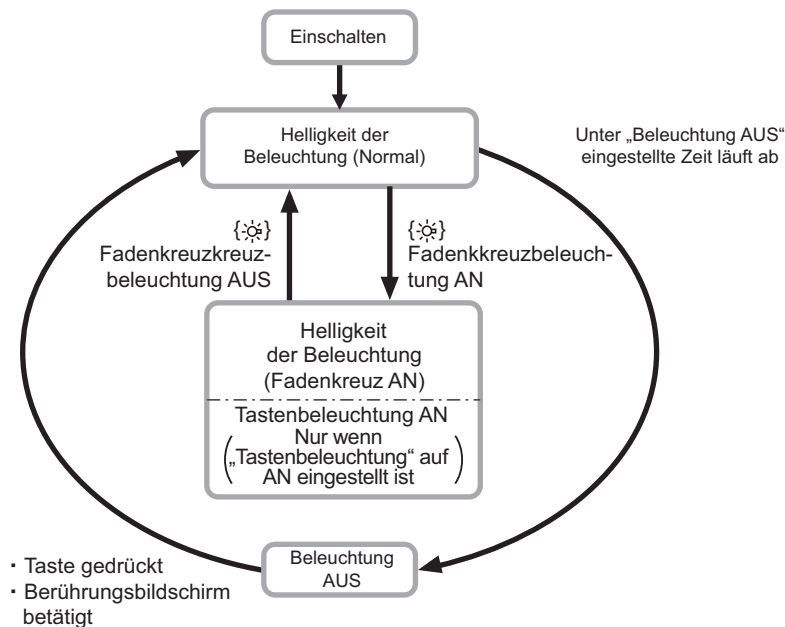 Einschalten
Helligkeit der
Beleuchtung (Normal)
Unter „Beleuchtung AUS“
eingestellte Zeit läuft ab
{☼}
Fadenkreuzkreuz-
beleuchtung AUS
{☼}
Fadenkkreuzbeleuch-
tung AN
Helligkeit
der Beleuchtung
(Fadenkreuz AN)
Tastenbeleuchtung AN
Nur wenn
(„Tastenbeleuchtung“ auf
AN eingestellt ist)
Beleuchtung
AUS
・Taste gedrückt
・Berührungsbildschirm
betätigt